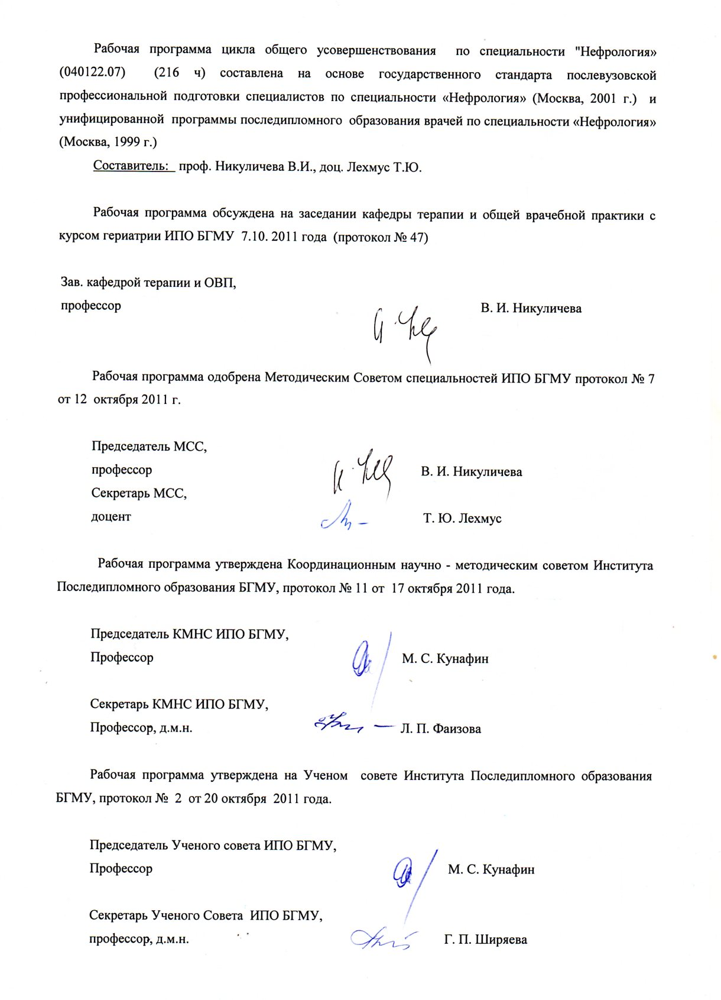 Рабочая программа цикла общего усовершенствования по специальности "Нефрология»
(040122.07) (216 ч) составлена на основе государственного стандарта послевузовской
профессиональной подготовки специалистов по специальности «Нефрология» (Москва, 2001 г.) и
унифицированной программы последипломного образования врачей по специальности «Нефрология»
(Москва, 1999 г.)
Составитель: проф. Никуличева В.И., доц. Лехмус Т.Ю.
Рабочая программа обсуждена на заседании кафедры терапии и общей врачебной практики с
курсом гериатрии ИПО БГМУ 7.10. 2011 года (протокол № 47)
Зав. кафедрой терапии и ОВП,
профессор В. И. Никуличева
Рабочая программа одобрена Методическим Советом специальностей ИПО БГМУ протокол № 7
от 12 октября 2011 г.
Председатель МСС,
профессор В. И. Никуличева
Секретарь МСС,
доцент Т. Ю. Лехмус
Рабочая программа утверждена Координационным научно - методическим советом Института
Последипломного образования БГМУ, протокол № 11 от 17 октября 2011 года.
Председатель КМНС ИПО БГМУ,
Профессор М. С. Кунафин
Секретарь КМНС ИПО БГМУ,
Профессор, д.м.н. Л. П. Фаизова
Рабочая программа утверждена на Ученом совете Института Последипломного образования
БГМУ, протокол № 2 от 20 октября 2011 года.
Председатель Ученого совета ИПО БГМУ,
Профессор М. С. Кунафин
Секретарь Ученого Совета ИПО БГМУ,
профессор, д.м.н. Г. П. Ширяева